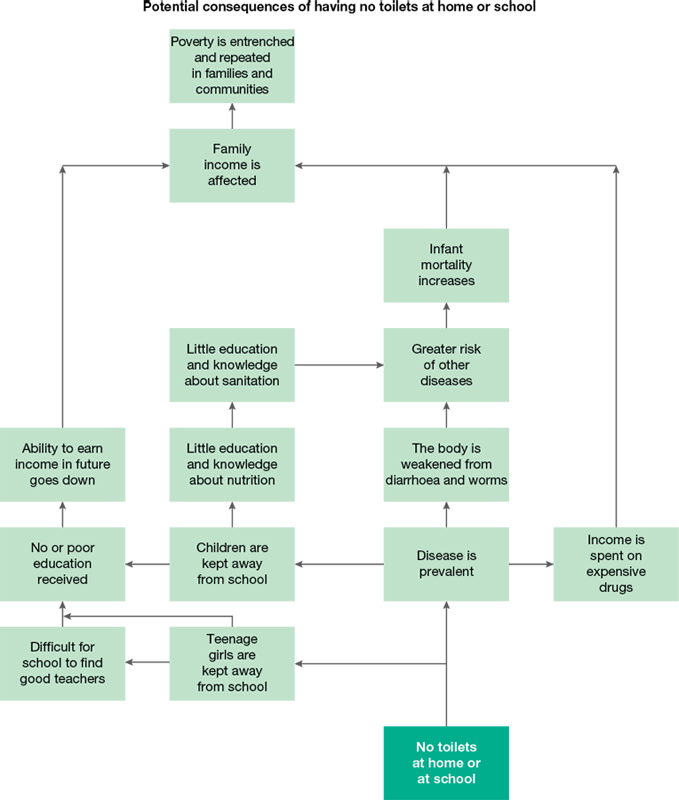 Potential consequences of having no toilets at home or school
Poverty is entrenched
and repeated
in families and
communities
Family
income is
affected
Infant
mortality
increases
Little education
and knowledge
about sanitation
Greater risk
of other
diseases
Ability to earn
income in future
goes down
Little education
and knowledge
about nutrition
The body is
weakened from
diarrhoea and worms
No or poor
education
received
Children are
kept away
from school
Disease is
prevalent
Income is
spent on
expensive
drugs
Difficult for
school to find
good teachers
Teenage
girls are
kept away
from school
No toilets
at home or
at school